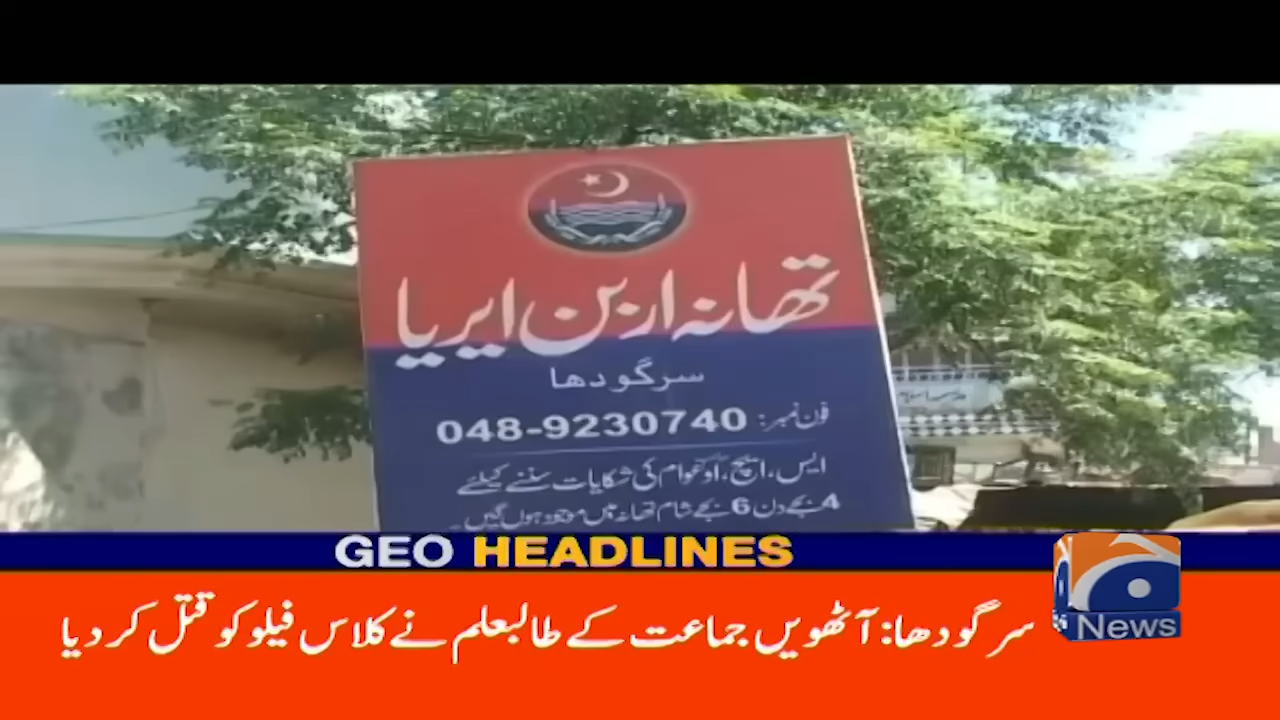 تھانہ اربن ایریا
سرگودھا
فون نمبر: 048-9230740
ایس، ایچ، او عوام کی شکایات سننے کیلئے
4 بجے دن 6 بجے شام تھانہ میں موجود ہوں گیں۔
GEO HEADLINES
سرگودھا: آٹھویں جماعت کے طالبعلم نے کلاس فیلو کو قتل کر دیا
News